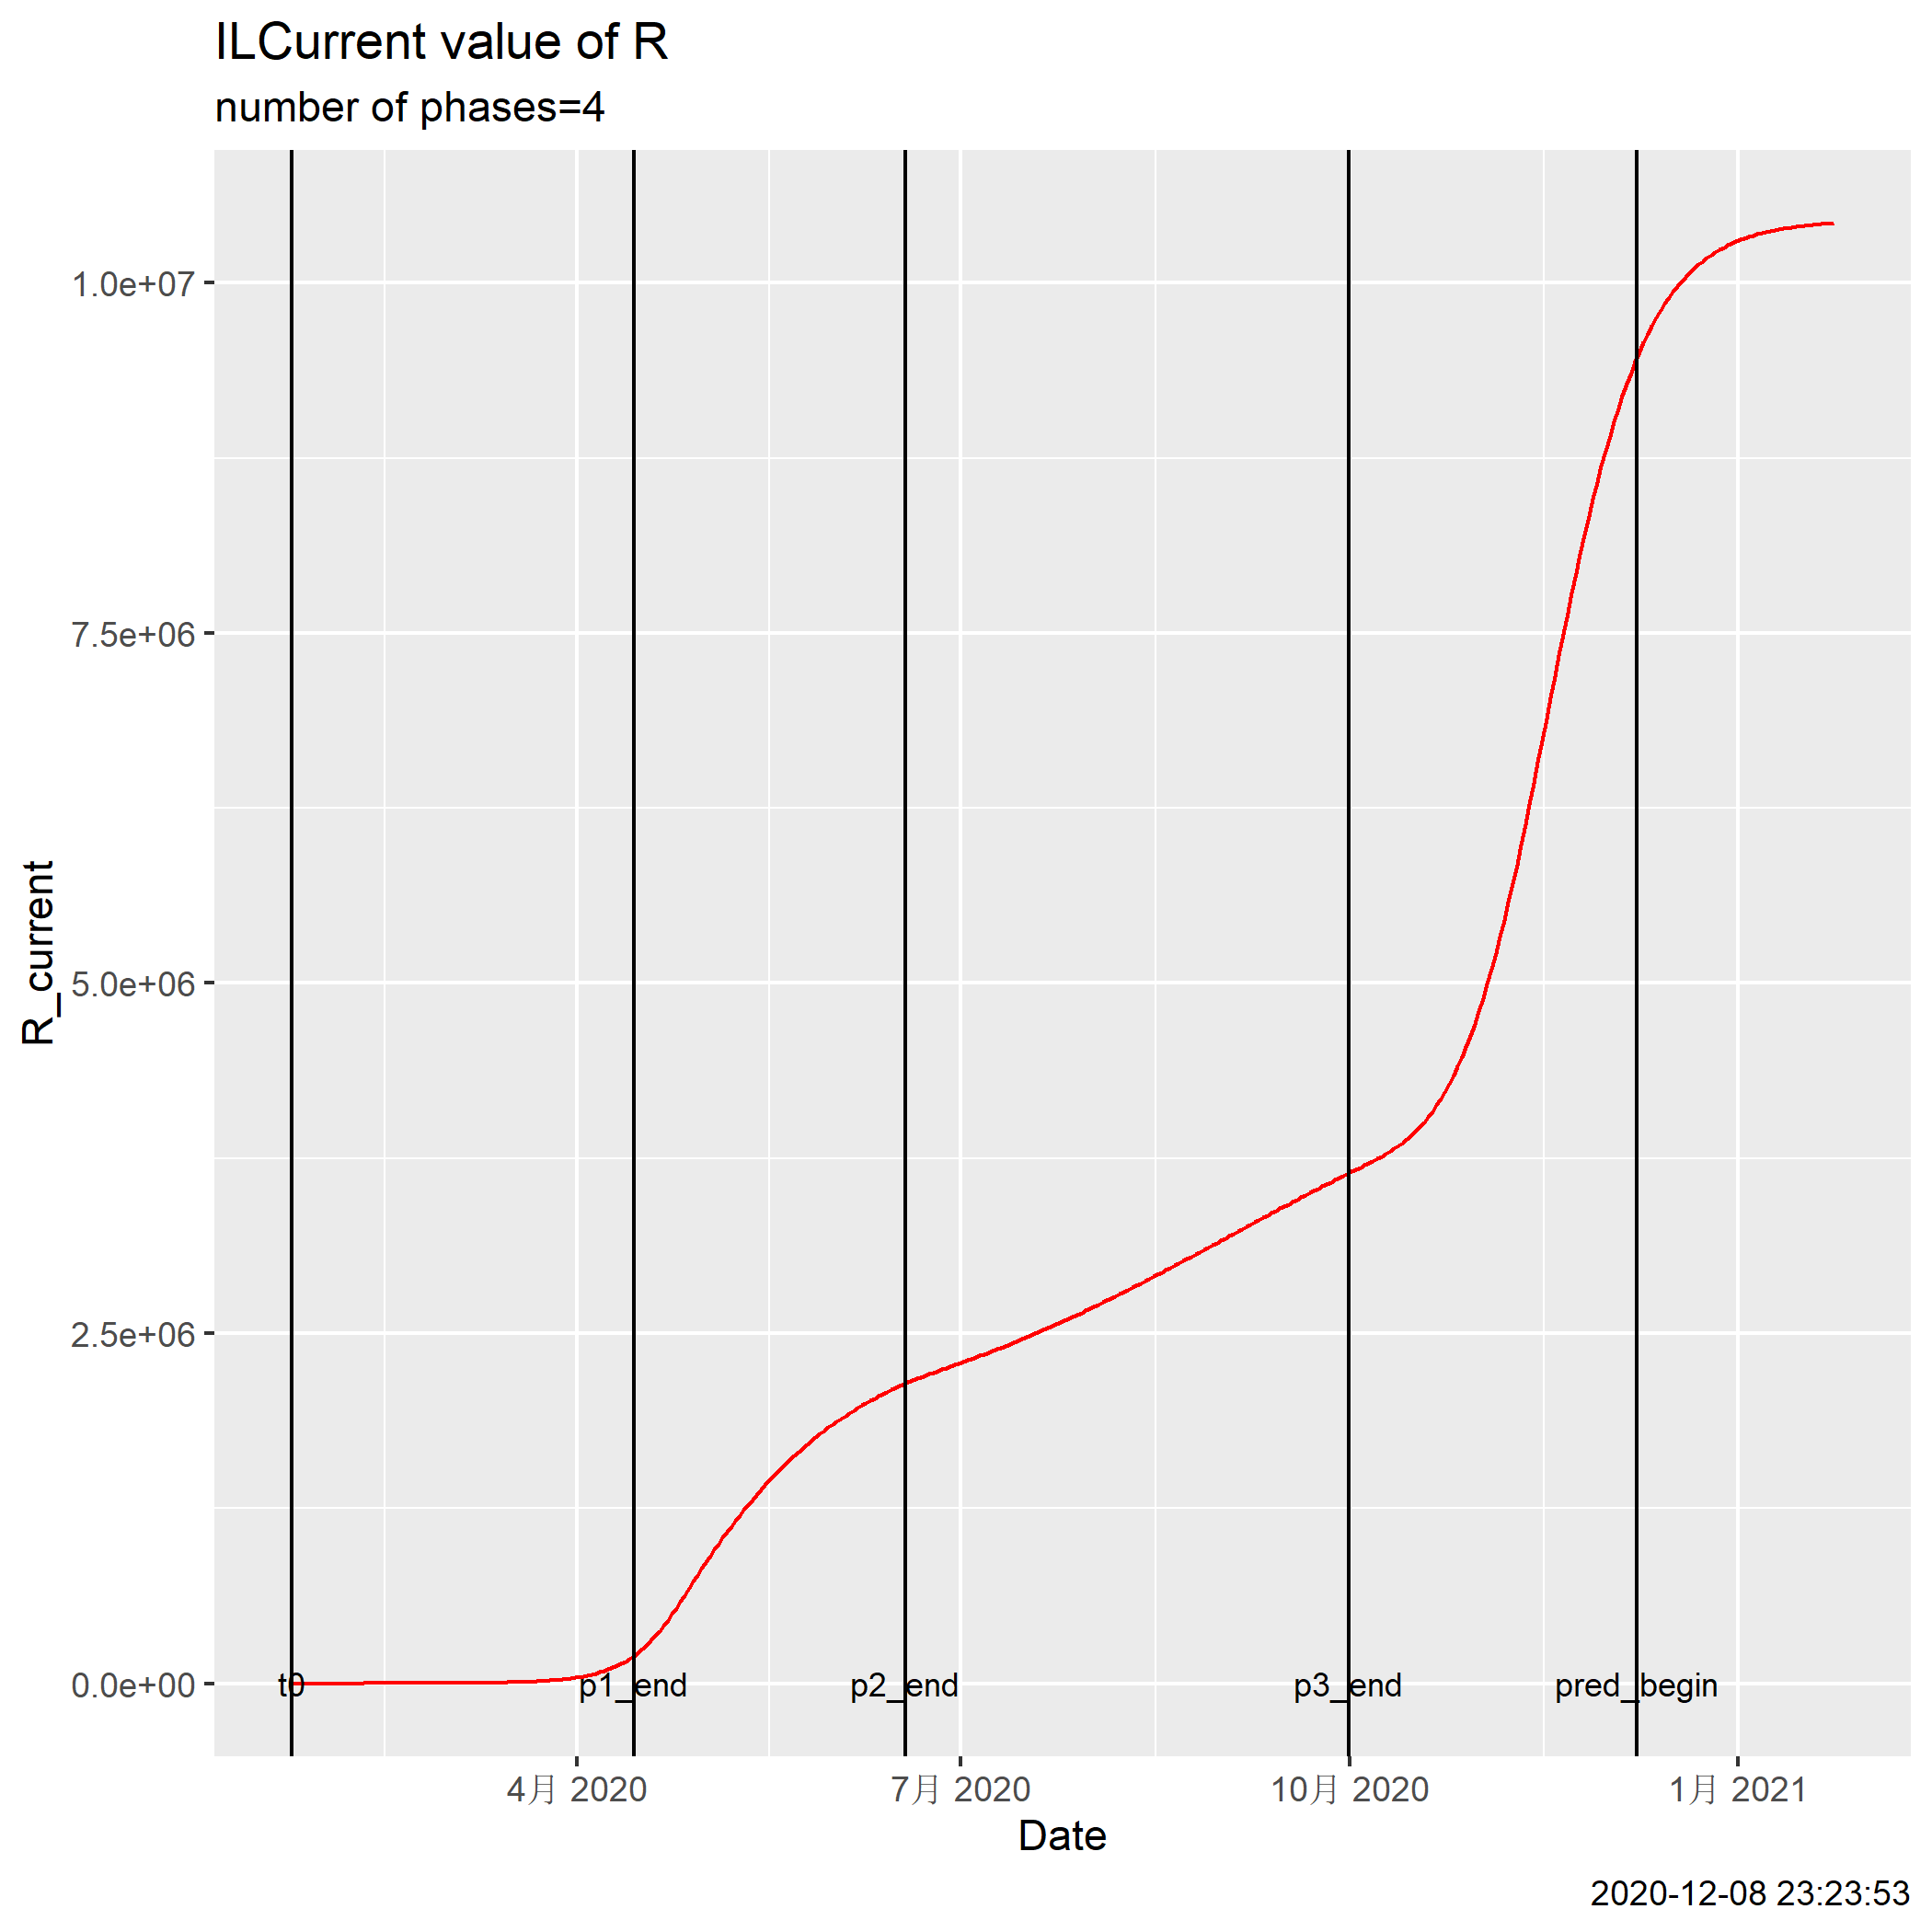 ILCurrent value of R
number of phases=4
1.0e+07
7.5e+06
5.0e+06
2.5e+06
0.0e+00
R_current
t0 p1_end p2_end p3_end pred_begin
4月 2020 7月 2020 10月 2020 1月 2021
Date
2020-12-08 23:23:53